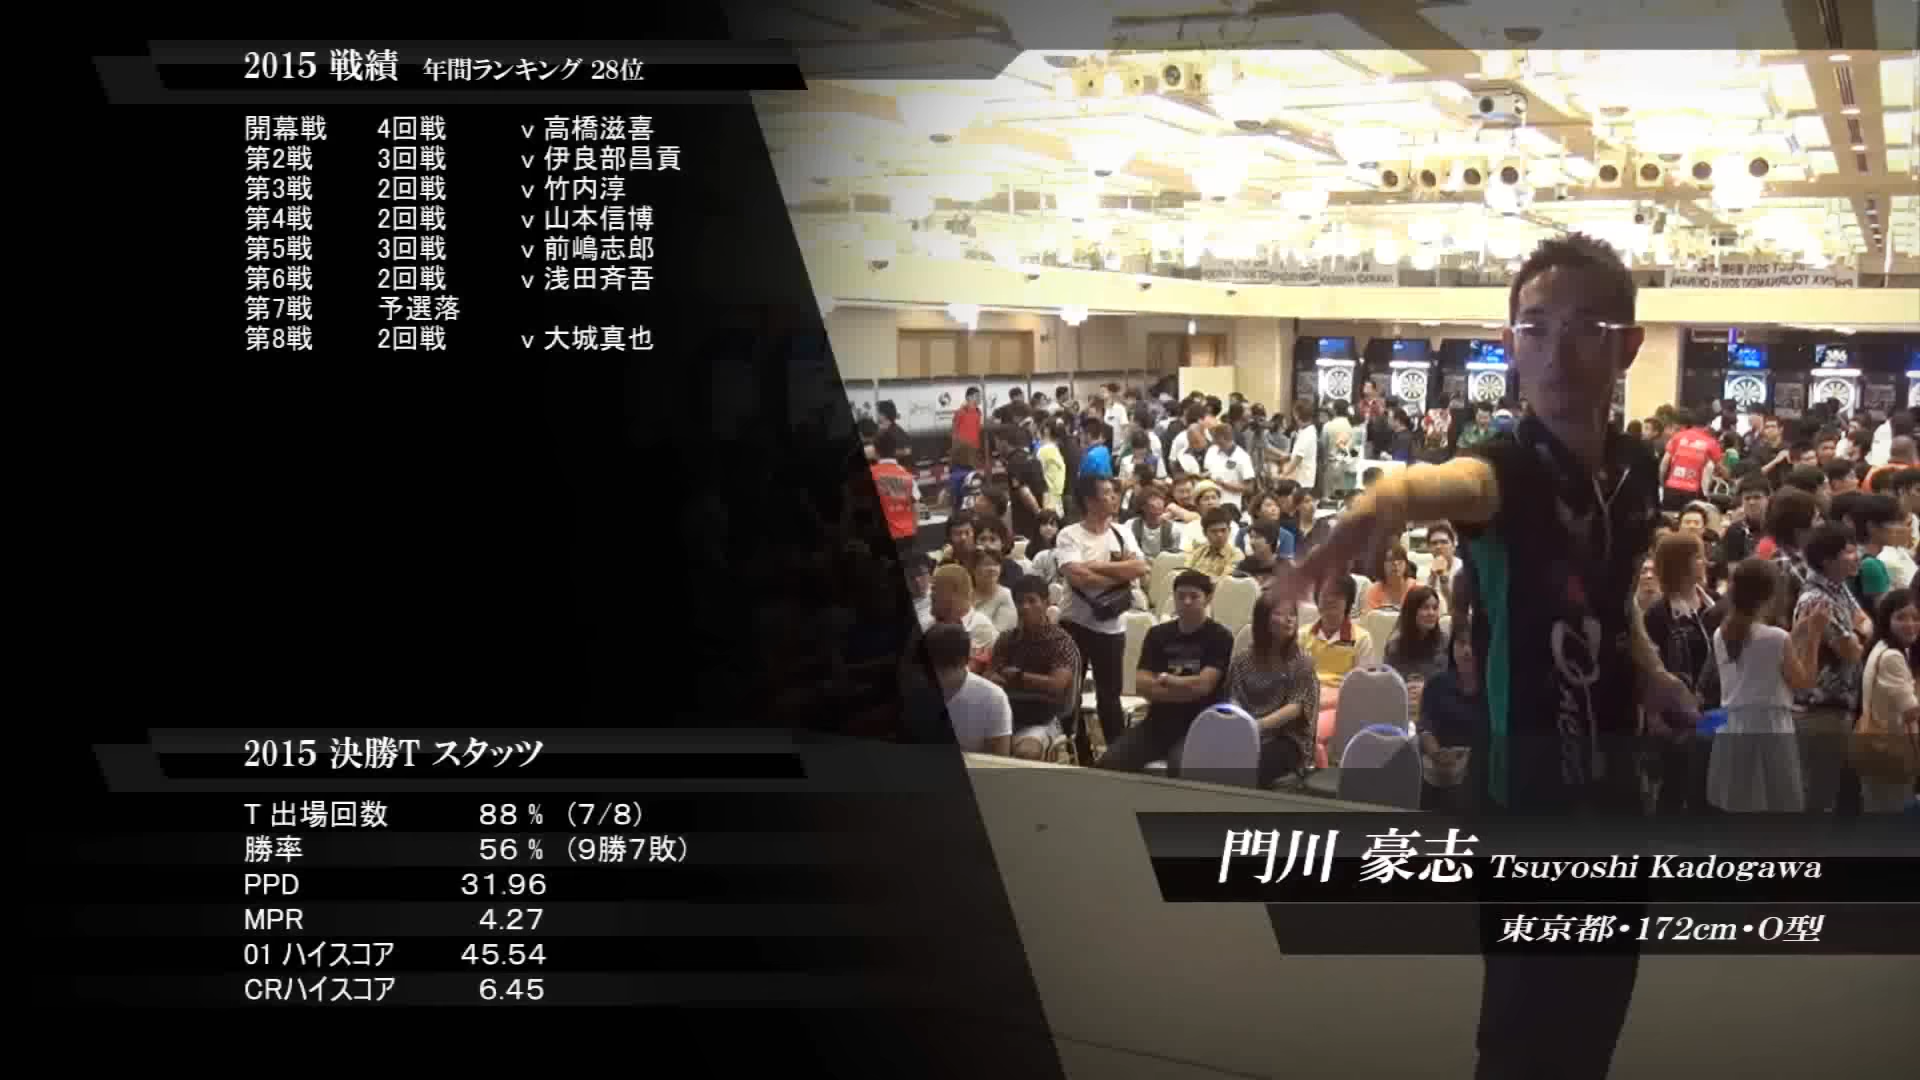 2015 戦績 年間ランキング 28位
開幕戦 4回戦 v 高橋滋喜
第2戦 3回戦 v 伊良部昌貢
第3戦 2回戦 v 竹内淳
第4戦 2回戦 v 山本信博
第5戦 3回戦 v 前嶋志郎
第6戦 2回戦 v 浅田斉吾
第7戦 予選落
第8戦 2回戦 v 大城真也
2015 決勝T スタッツ
T 出場回数 88 % (7/8)
勝率 56 % (9勝7敗)
PPD 31.96
MPR 4.27
01 ハイスコア 45.54
CRハイスコア 6.45
門川 豪志 Tsuyoshi Kadogawa
東京都・172cm・O型